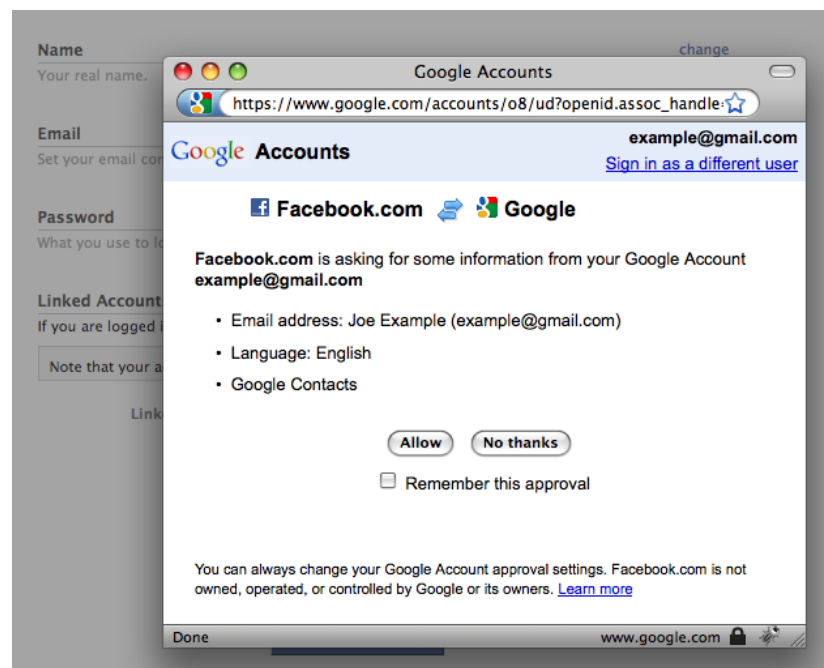 Name
change
Your real name.
Google Accounts
https://www.google.com/accounts/o8/ud?openid.assoc_handle
Email
Set your email
Google Accounts
example@gmail.com
Sign in as a different user
Facebook.com Google
Password
What you use to
Facebook.com is asking for some information from your Google Account
example@gmail.com
Linked Account
If you are logged
• Email address: Joe Example (example@gmail.com)
• Language: English
Note that your
• Google Contacts
Link
Allow No thanks
Remember this approval
You can always change your Google Account approval settings. Facebook.com is not
owned, operated, or controlled by Google or its owners. Learn more
Done
www.google.com